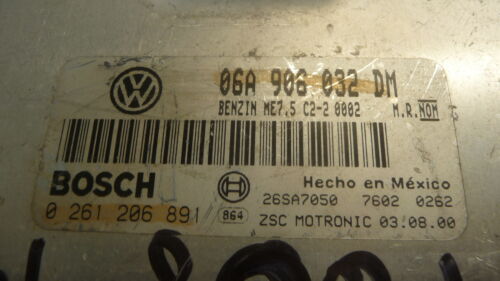 06A 906 032 DM
BENZIN ME7.5 C2-2 0002 M.R.NOM
BOSCH
Hecho en México
26SA7050 7602 0262
0 261 206 891
864
ZSC MOTRONIC 03.08.00